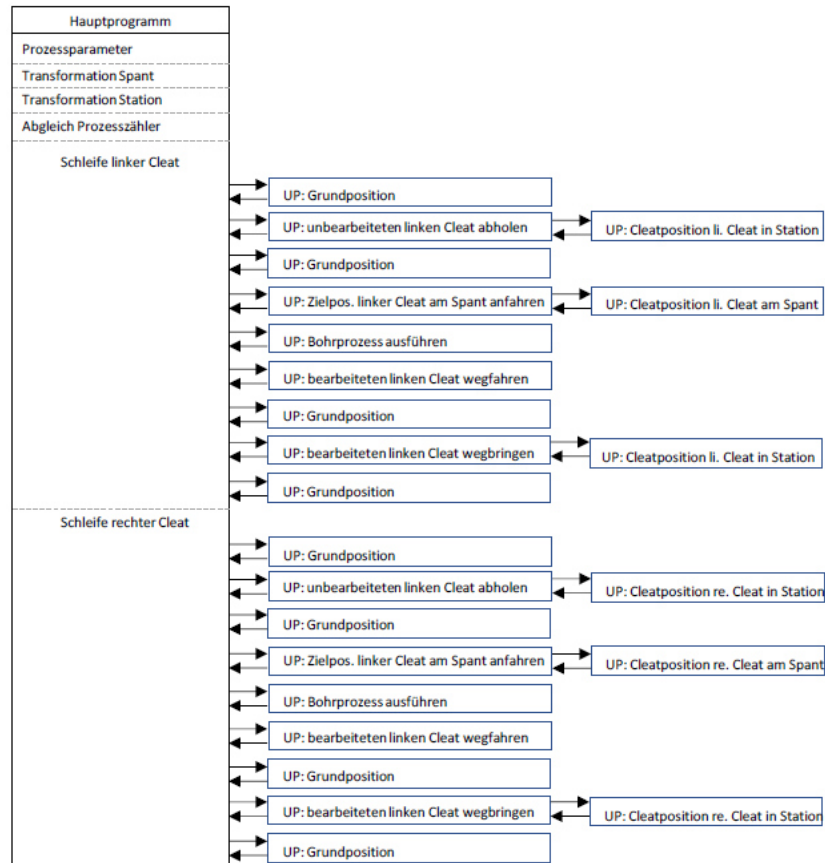 Hauptprogramm
Prozessparameter
Transformation Spant
Transformation Station
Abgleich Prozesszähler
Schleife linker Cleat
UP: Grundposition
UP: unbearbeiteten linken Cleat abholen
UP: Cleatposition li. Cleat in Station
UP: Grundposition
UP: Zielpos. linker Cleat am Spant anfahren
UP: Cleatposition li. Cleat am Spant
UP: Bohrprozess ausführen
UP: bearbeiteten linken Cleat wegfahren
UP: Grundposition
UP: bearbeiteten linken Cleat wegbringen
UP: Cleatposition li. Cleat in Station
UP: Grundposition
Schleife rechter Cleat
UP: Grundposition
UP: unbearbeiteten linken Cleat abholen
UP: Cleatposition re. Cleat in Station
UP: Grundposition
UP: Zielpos. linker Cleat am Spant anfahren
UP: Cleatposition re. Cleat am Spant
UP: Bohrprozess ausführen
UP: bearbeiteten linken Cleat wegfahren
UP: Grundposition
UP: bearbeiteten linken Cleat wegbringen
UP: Cleatposition re. Cleat in Station
UP: Grundposition